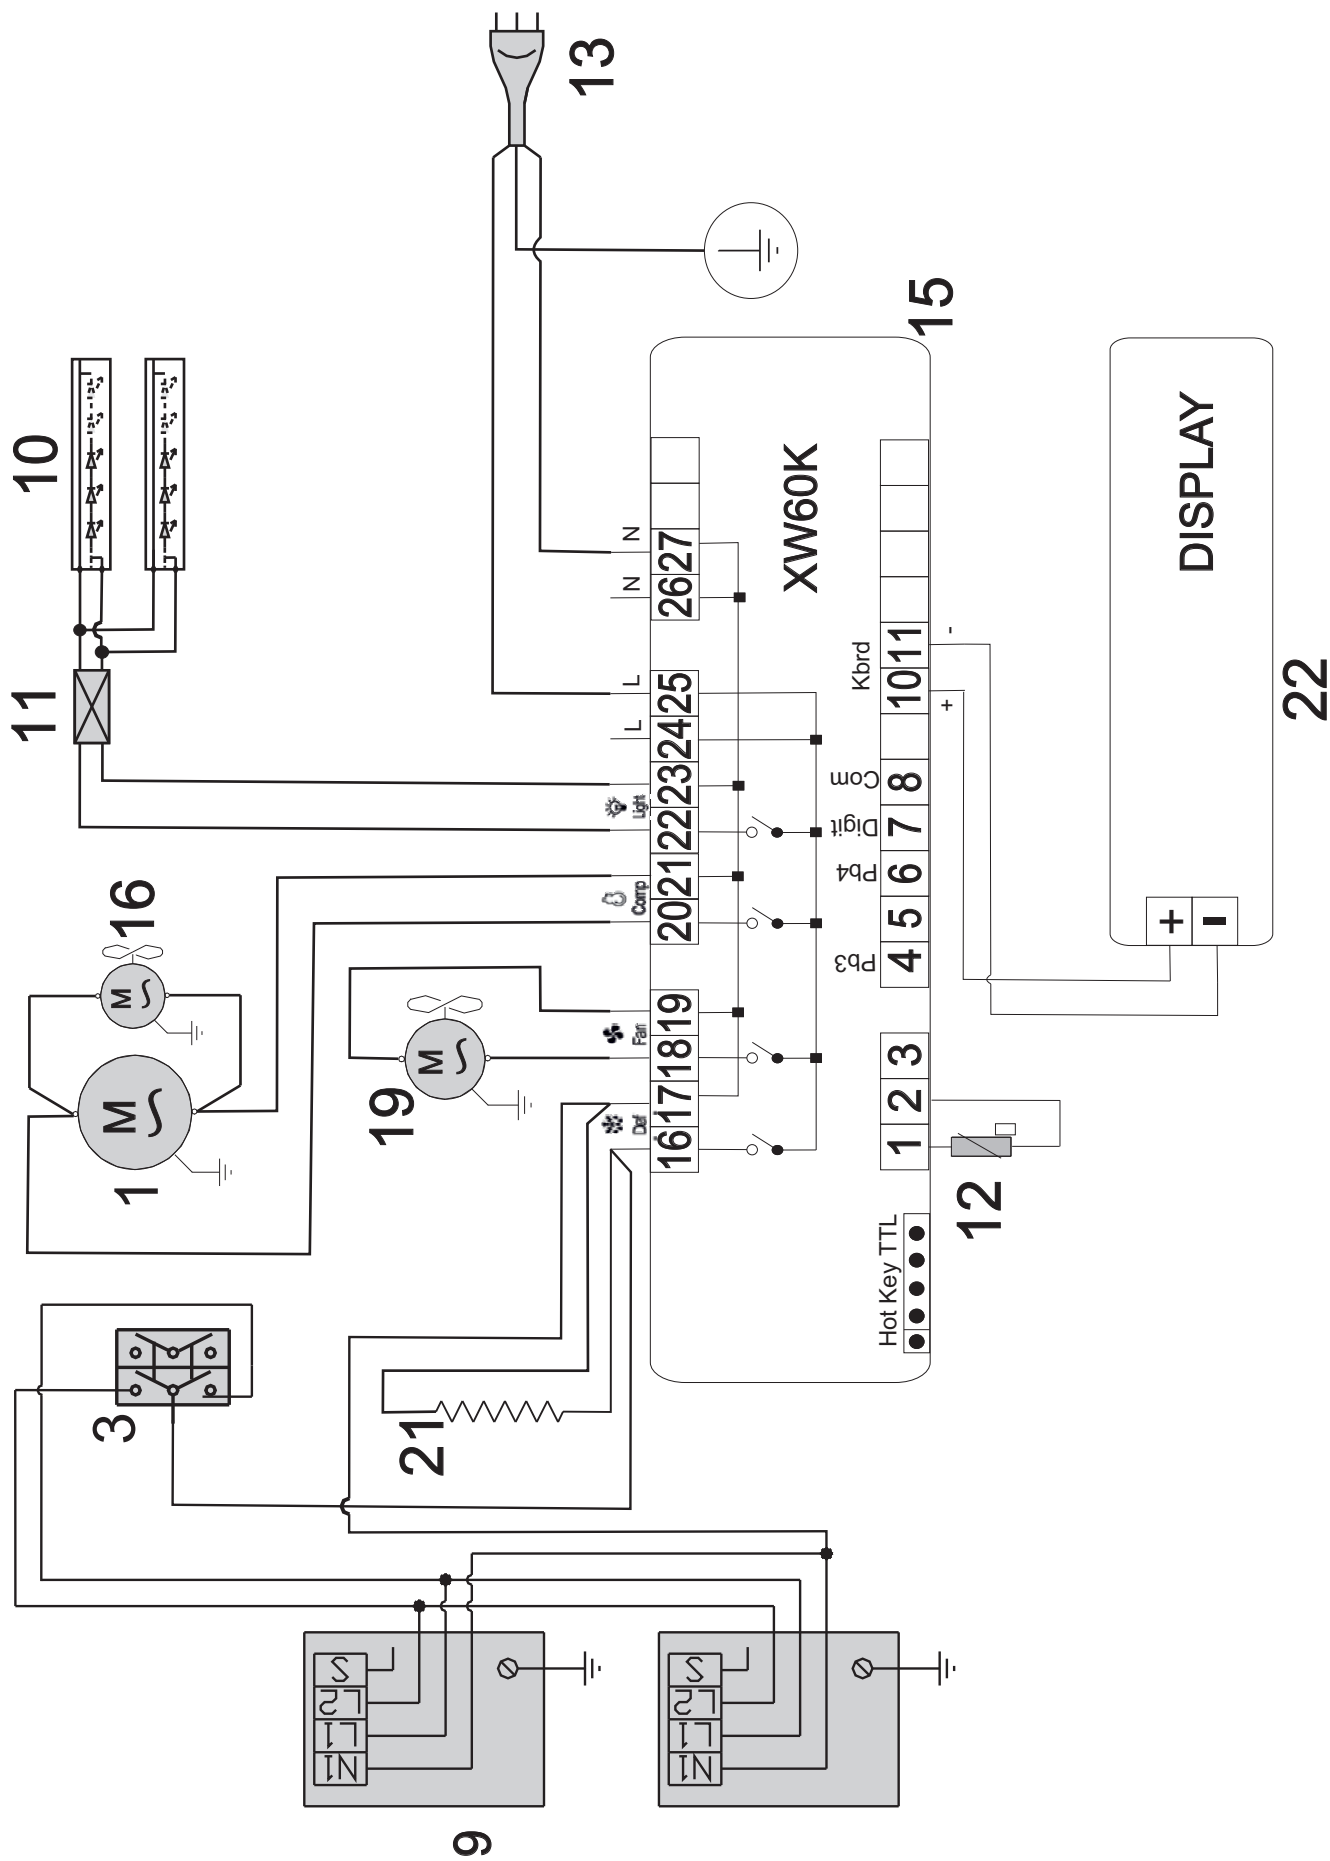 13
10
11
16
1
19
3
21
9
S
L2
L1
N1
S
L2
L1
N1
15
XW60K
N N
L L
27
26
25
24
23
22
21
20
19
18
17
16
Light
Comp
Fan
Def
Kbrd
+ -
Com
Digit
Pb4
Pb3
11
10
8
7
6
5
4
3
2
1
Hot Key TTL
12
DISPLAY
+ -
22